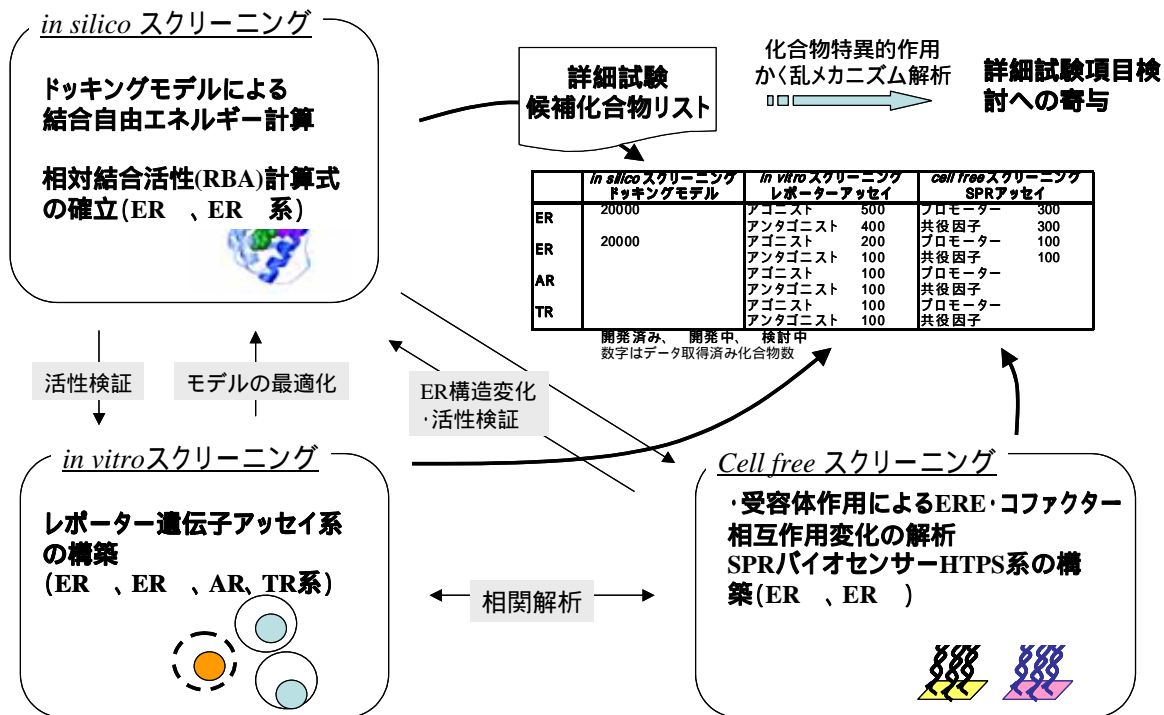 in silico スクリーニング
ドッキングモデルによる
結合自由エネルギー計算
相対結合活性(RBA)計算式
の確立(ER 、ER 系)
詳細試験
候補化合物リスト
化合物特異的作用
かく乱メカニズム解析
詳細試験項目検
討への寄与
in silico スクリーニング in vitro スクリーニング cell free スクリーニング
ドッキングモデル レポーターアッセイ SPRアッセイ
ER 20000 アゴニスト 500 プロモーター 300
アンタゴニスト 400 共役因子 300
ER 20000 アゴニスト 200 プロモーター 100
アンタゴニスト 100 共役因子 100
AR アゴニスト 100 プロモーター
アンタゴニスト 100 共役因子
TR アゴニスト 100 プロモーター
アンタゴニスト 100 共役因子
開発済み、 開発中、 検討中
数字はデータ取得済み化合物数
活性検証
モデルの最適化
ER構造変化
・活性検証
in vitroスクリーニング
レポーター遺伝子アッセイ系
の構築
(ER 、ER 、AR、TR系)
相関解析
Cell free スクリーニング
・受容体作用によるERE・コファクター
相互作用変化の解析
SPRバイオセンサーHTPS系の構
築(ER 、ER )